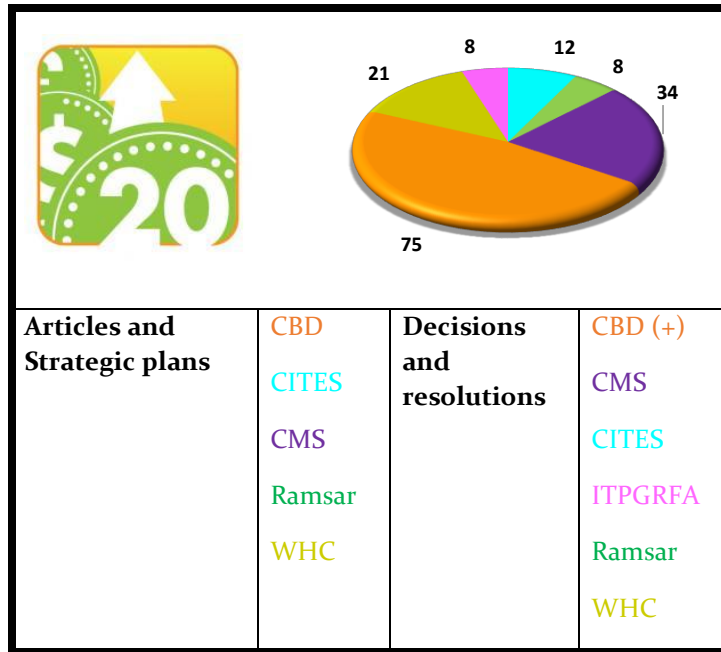 £
$
20
8
12
8
21
34
75
Articles and
Strategic plans
CBD
CITES
CMS
Ramsar
WHC
Decisions
and
resolutions
CBD (+)
CMS
CITES
ITPGRFA
Ramsar
WHC